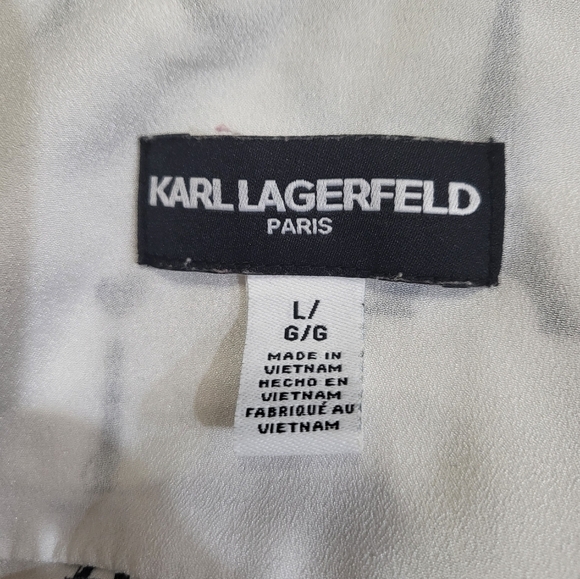 KARL LAGERFELD
PARIS
L/
G/G
MADE IN
VIETNAM
HECHO EN
VIETNAM
FABRIQUÉ AU
VIETNAM